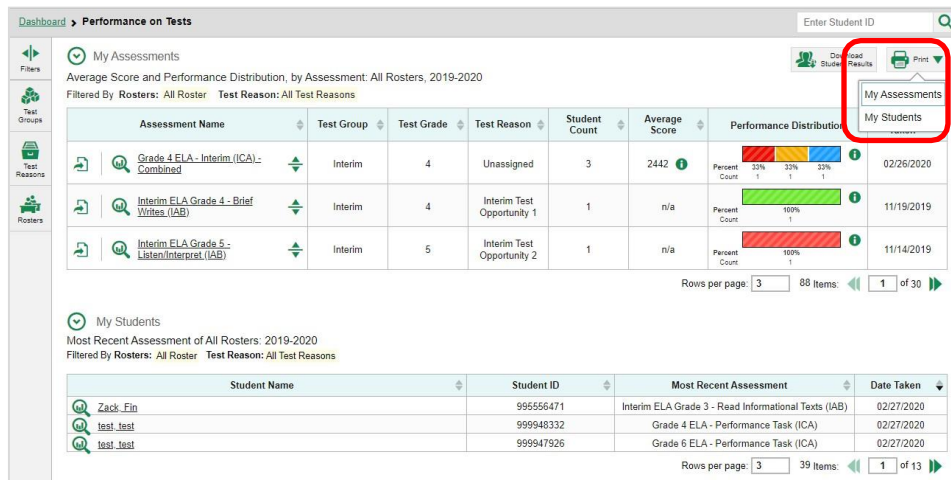 Dashboard > Performance on Tests
Enter Student ID
Filters
Test Groups
Test Reasons
Rosters
My Assessments
Average Score and Performance Distribution, by Assessment: All Rosters, 2019-2020
Filtered By Rosters: All Roster Test Reason: All Test Reasons
Download Student Results
Print
My Assessments
My Students
Assessment Name Test Group Test Grade Test Reason Student Count Average Score Performance Distribution Taken
Grade 4 ELA - Interim (ICA) - Combined Interim 4 Unassigned 3 2442 02/26/2020
Percent 33% 33% 33%
Count 1 1 1
Interim ELA Grade 4 - Brief Writes (IAB) Interim 4 Interim Test Opportunity 1 1 n/a 11/19/2019
Percent 100%
Count 1
Interim ELA Grade 5 - Listen/Interpret (IAB) Interim 5 Interim Test Opportunity 2 1 n/a 11/14/2019
Percent 100%
Count 1
Rows per page: 3 88 Items: 1 of 30
My Students
Most Recent Assessment of All Rosters: 2019-2020
Filtered By Rosters: All Roster Test Reason: All Test Reasons
Student Name Student ID Most Recent Assessment Date Taken
Zack, Fin 995556471 Interim ELA Grade 3 - Read Informational Texts (IAB) 02/27/2020
test, test 999948332 Grade 4 ELA - Performance Task (ICA) 02/27/2020
test, test 999947926 Grade 6 ELA - Performance Task (ICA) 02/27/2020
Rows per page: 3 39 Items: 1 of 13